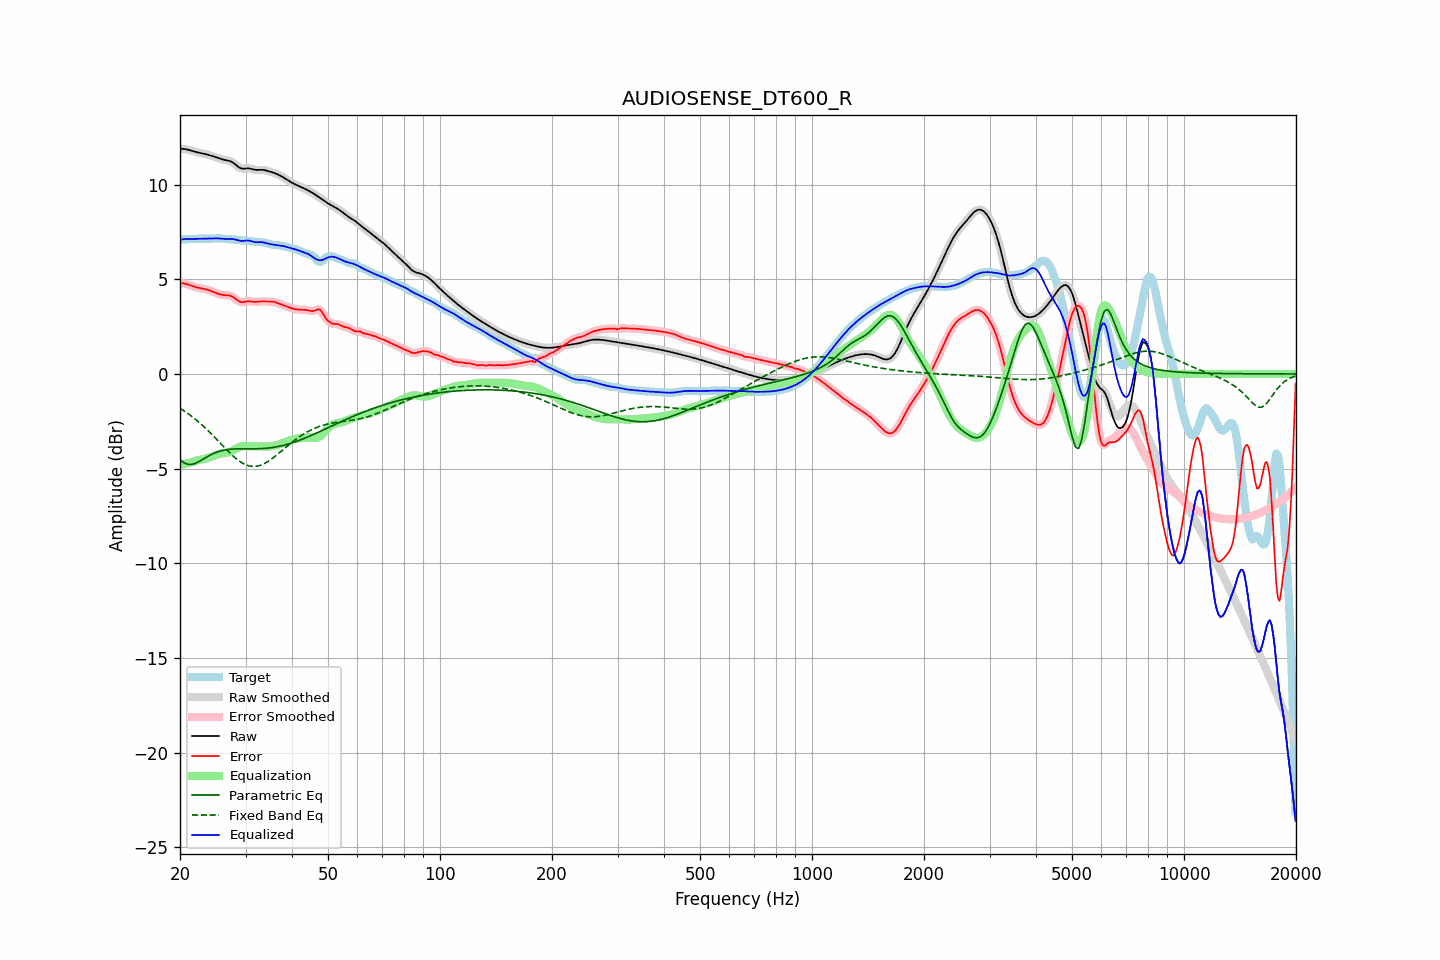 AUDIOSENSE_DT600_R
Amplitude (dBr)
10
5
0
−5
−10
−15
−20
−25
Target
Raw Smoothed
Error Smoothed
Raw
Error
Equalization
Parametric Eq
Fixed Band Eq
Equalized
20 50 100 200 500 1000 2000 5000 10000 20000
Frequency (Hz)